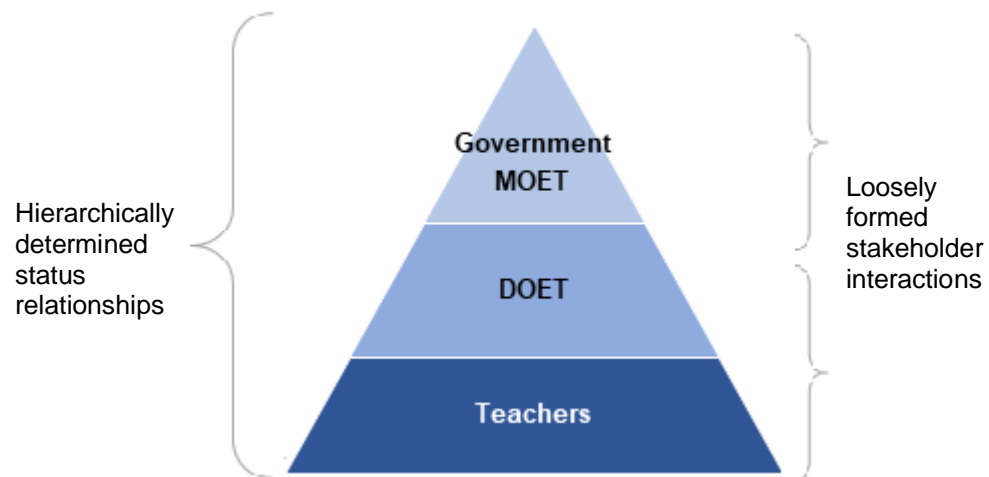 Hierarchically
determined
status
relationships
Government
MOET
DOET
Teachers
Loosely
formed
stakeholder
interactions